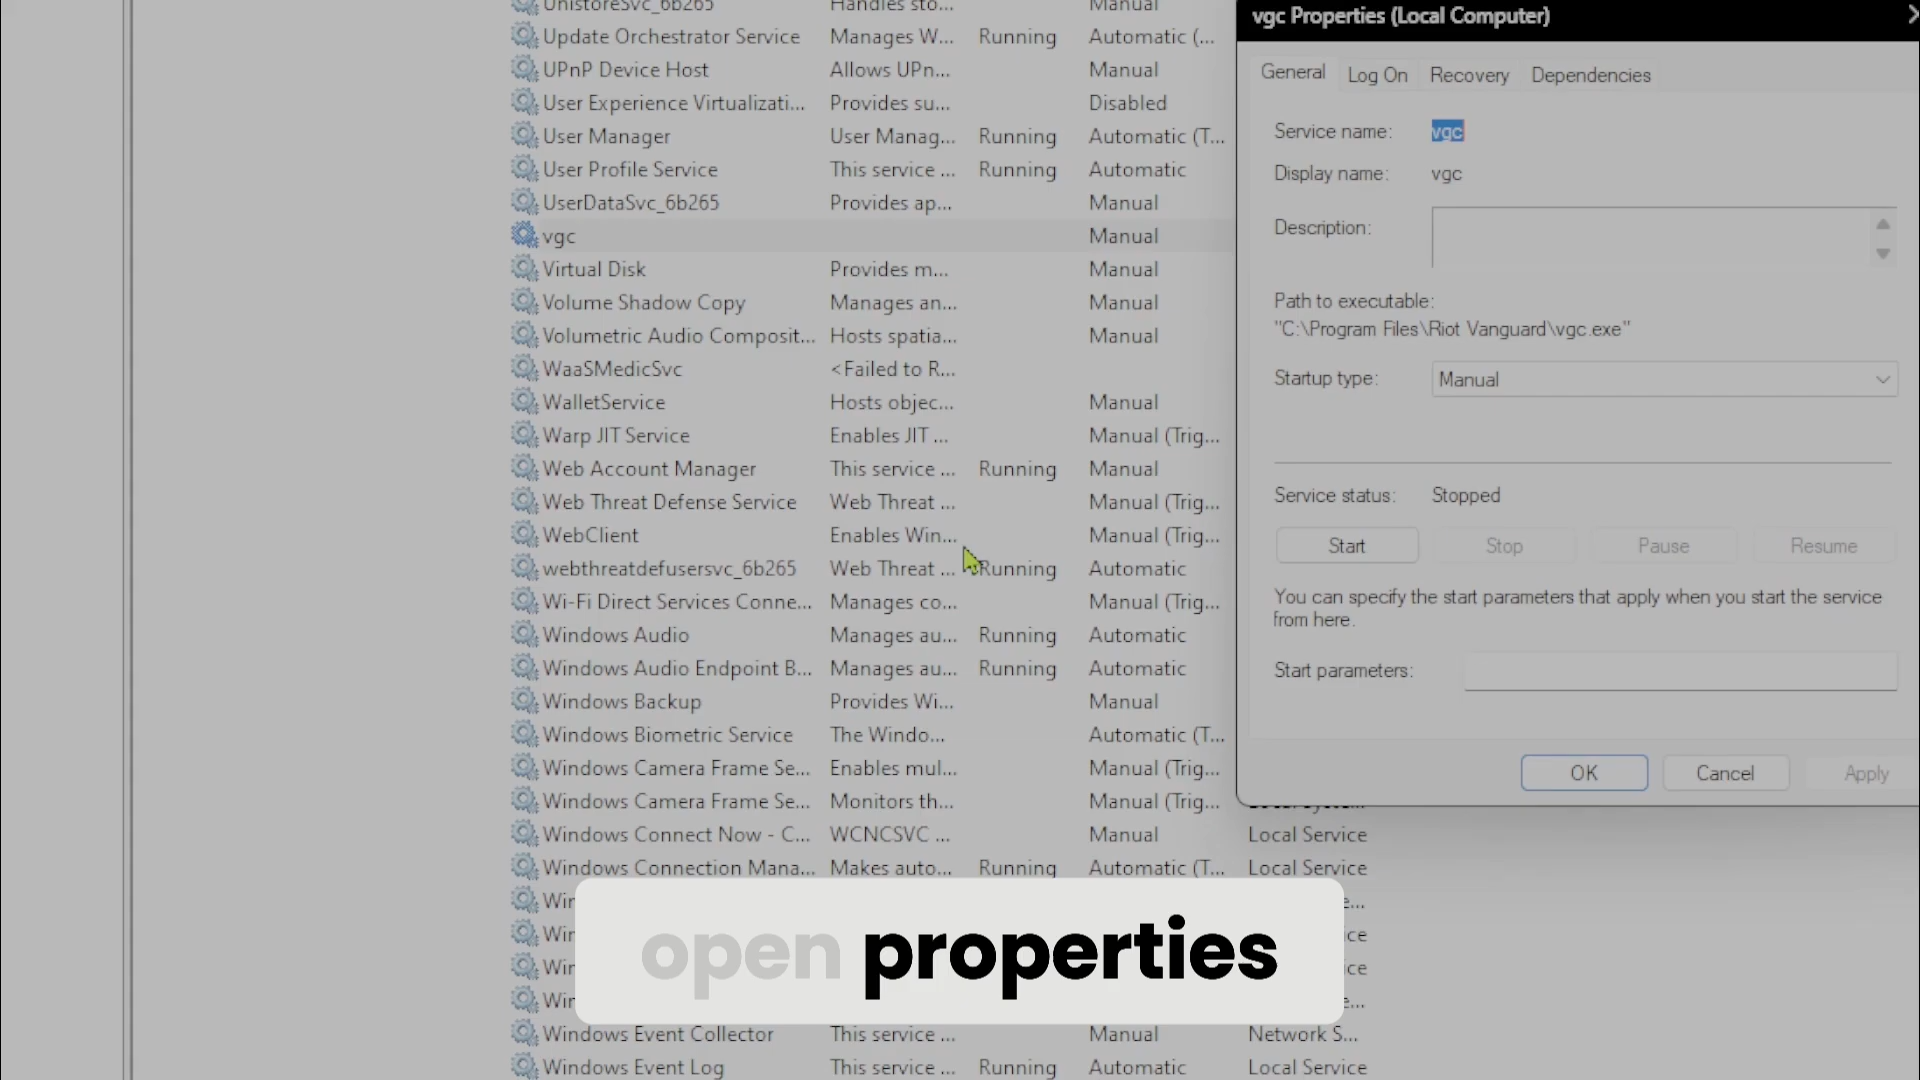 UnistoreSvc_6b265 Handles sto... Manual
Update Orchestrator Service Manages W... Running Automatic (...
UPnP Device Host Allows UPn... Manual
User Experience Virtualizati... Provides su... Disabled
User Manager User Manag... Running Automatic (T...
User Profile Service This service ... Running Automatic
UserDataSvc_6b265 Provides ap... Manual
vgc Manual
Virtual Disk Provides m... Manual
Volume Shadow Copy Manages an... Manual
Volumetric Audio Composit... Hosts spatia... Manual
WaaSMedicSvc <Failed to R...
WalletService Hosts objec... Manual
Warp JIT Service Enables JIT ... Manual (Trig...
Web Account Manager This service ... Running Manual
Web Threat Defense Service Web Threat ... Manual (Trig...
WebClient Enables Win... Manual (Trig...
webthreatdefusersvc_6b265 Web Threat ... Running Automatic
Wi-Fi Direct Services Conne... Manages co... Manual (Trig...
Windows Audio Manages au... Running Automatic
Windows Audio Endpoint B... Manages au... Running Automatic
Windows Backup Provides Wi... Manual
Windows Biometric Service The Windo... Automatic (T...
Windows Camera Frame Se... Enables mul... Manual (Trig...
Windows Camera Frame Se... Monitors th... Manual (Trig...
Windows Connect Now - C... WCNCSVC ... Manual Local Service
Windows Connection Mana... Makes auto... Running Automatic (T... Local Service
Windows Event Collector This service ... Manual Network S...
Windows Event Log This service ... Running Automatic Local Service
vgc Properties (Local Computer)
General Log On Recovery Dependencies
Service name: vgc
Display name: vgc
Description:
Path to executable:
"C:\Program Files\Riot Vanguard\vgc.exe"
Startup type: Manual
Service status: Stopped
Start Stop Pause Resume
You can specify the start parameters that apply when you start the service
from here.
Start parameters:
OK Cancel Apply
open properties